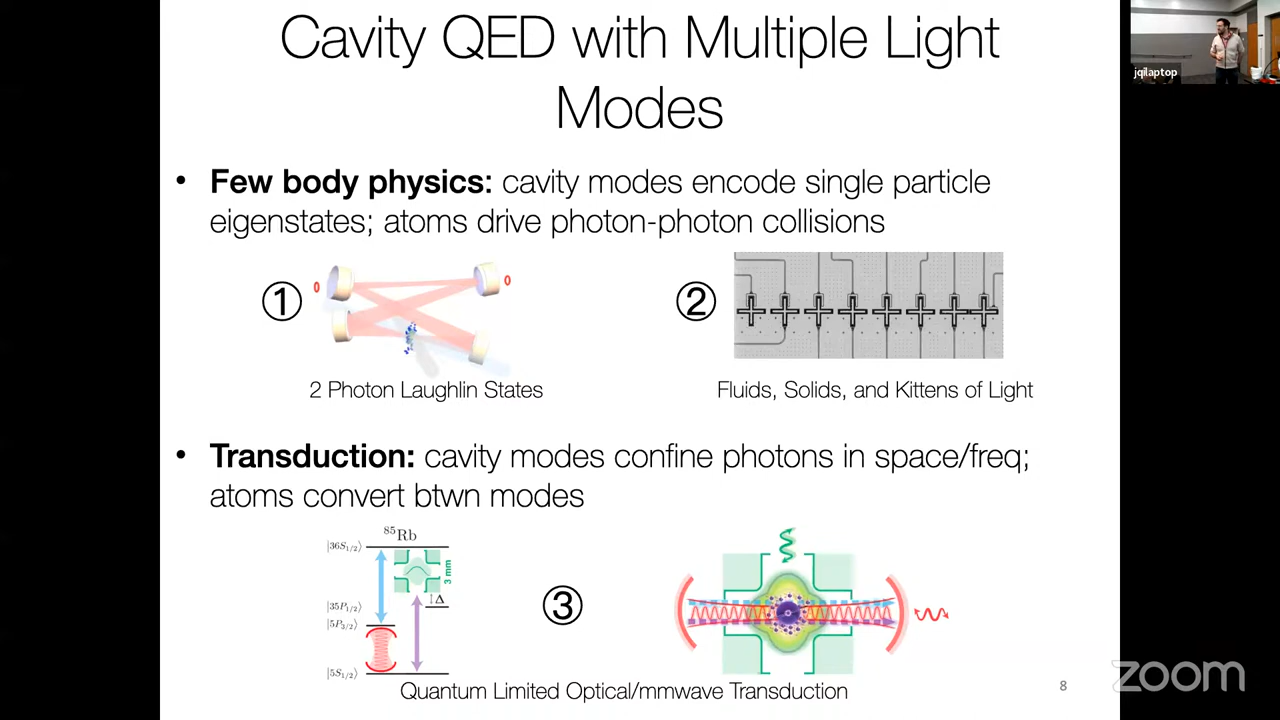 Cavity QED with Multiple Light
Modes
jqilaptop
• Few body physics: cavity modes encode single particle
eigenstates; atoms drive photon-photon collisions
① 0 0
②
2 Photon Laughlin States
Fluids, Solids, and Kittens of Light
• Transduction: cavity modes confine photons in space/freq;
atoms convert btwn modes
⁸⁵Rb
|36S₁/₂⟩
3 mm
|35P₁/₂⟩
Δ
|5P₃/₂⟩
|5S₁/₂⟩
③
Quantum Limited Optical/mmwave Transduction
8
zoom